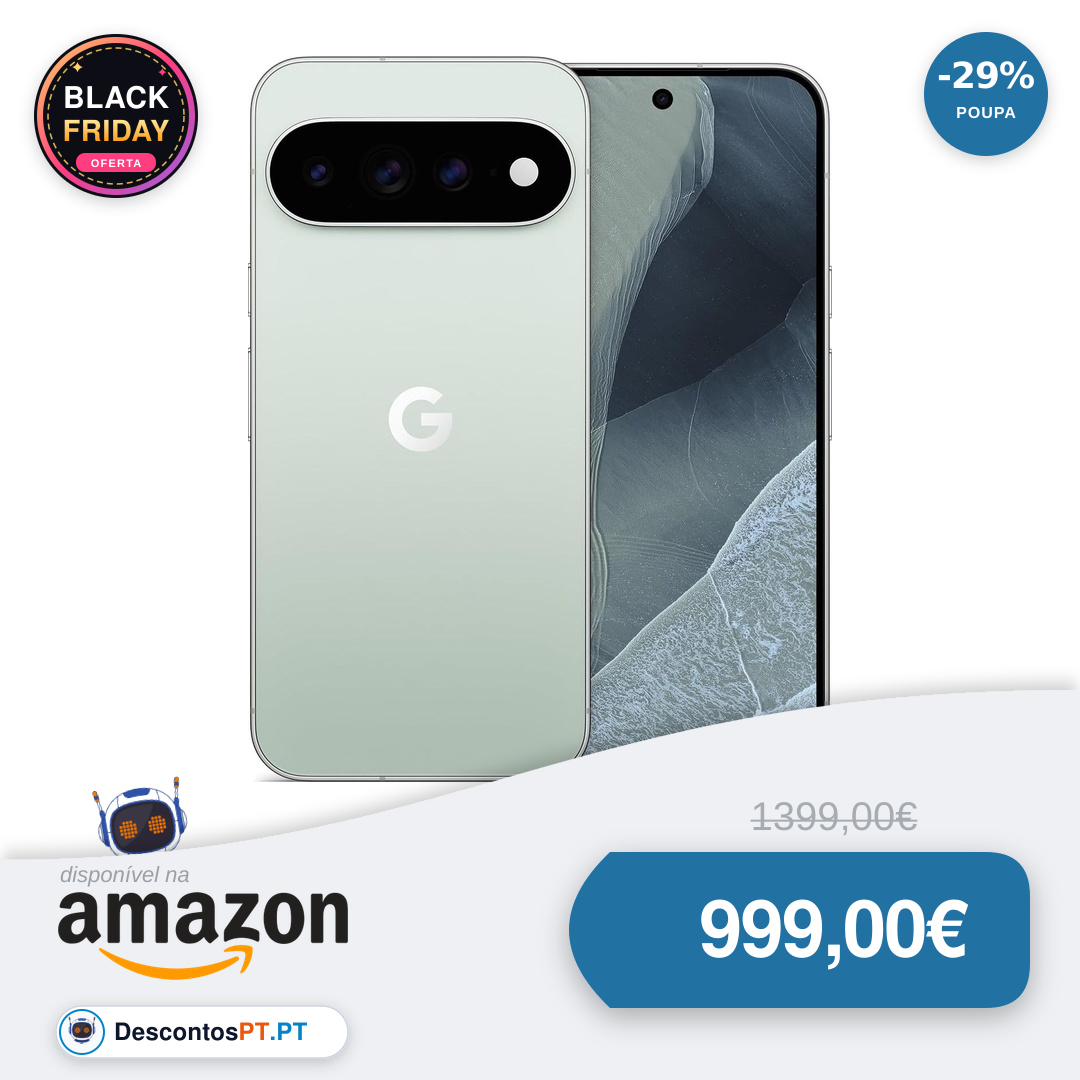 BLACK
FRIDAY
OFERTA
-29%
POUPA
G
1399,00€
999,00€
disponível na
amazon
DescontosPT.PT